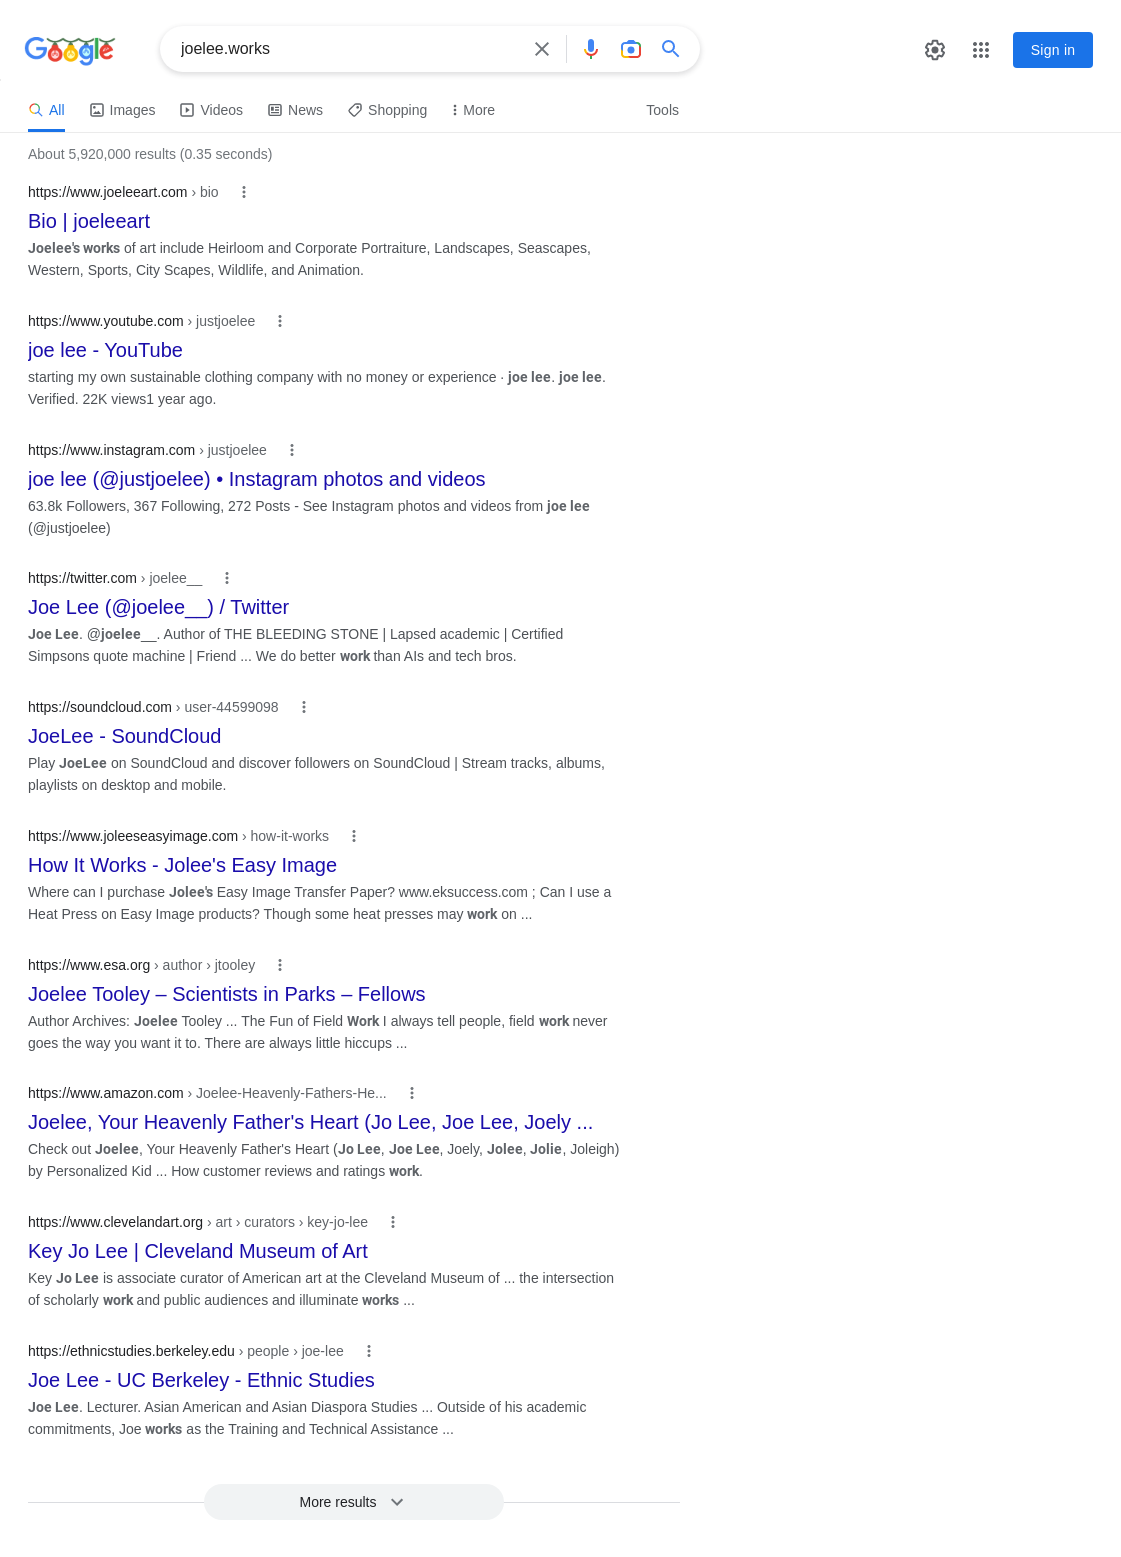 Google
joelee.works
Sign in
All
Images
Videos
News
Shopping
More
Tools
About 5,920,000 results (0.35 seconds)
https://www.joeleeart.com › bio
Bio | joeleeart
Joelee's works of art include Heirloom and Corporate Portraiture, Landscapes, Seascapes,
Western, Sports, City Scapes, Wildlife, and Animation.
https://www.youtube.com › justjoelee
joe lee - YouTube
starting my own sustainable clothing company with no money or experience · joe lee. joe lee.
Verified. 22K views1 year ago.
https://www.instagram.com › justjoelee
joe lee (@justjoelee) • Instagram photos and videos
63.8k Followers, 367 Following, 272 Posts - See Instagram photos and videos from joe lee
(@justjoelee)
https://twitter.com › joelee__
Joe Lee (@joelee__) / Twitter
Joe Lee. @joelee__. Author of THE BLEEDING STONE | Lapsed academic | Certified
Simpsons quote machine | Friend ... We do better work than AIs and tech bros.
https://soundcloud.com › user-44599098
JoeLee - SoundCloud
Play JoeLee on SoundCloud and discover followers on SoundCloud | Stream tracks, albums,
playlists on desktop and mobile.
https://www.joleeseasyimage.com › how-it-works
How It Works - Jolee's Easy Image
Where can I purchase Jolee's Easy Image Transfer Paper? www.eksuccess.com ; Can I use a
Heat Press on Easy Image products? Though some heat presses may work on ...
https://www.esa.org › author › jtooley
Joelee Tooley – Scientists in Parks – Fellows
Author Archives: Joelee Tooley ... The Fun of Field Work I always tell people, field work never
goes the way you want it to. There are always little hiccups ...
https://www.amazon.com › Joelee-Heavenly-Fathers-He...
Joelee, Your Heavenly Father's Heart (Jo Lee, Joe Lee, Joely ...
Check out Joelee, Your Heavenly Father's Heart (Jo Lee, Joe Lee, Joely, Jolee, Jolie, Joleigh)
by Personalized Kid ... How customer reviews and ratings work.
https://www.clevelandart.org › art › curators › key-jo-lee
Key Jo Lee | Cleveland Museum of Art
Key Jo Lee is associate curator of American art at the Cleveland Museum of ... the intersection
of scholarly work and public audiences and illuminate works ...
https://ethnicstudies.berkeley.edu › people › joe-lee
Joe Lee - UC Berkeley - Ethnic Studies
Joe Lee. Lecturer. Asian American and Asian Diaspora Studies ... Outside of his academic
commitments, Joe works as the Training and Technical Assistance ...
More results